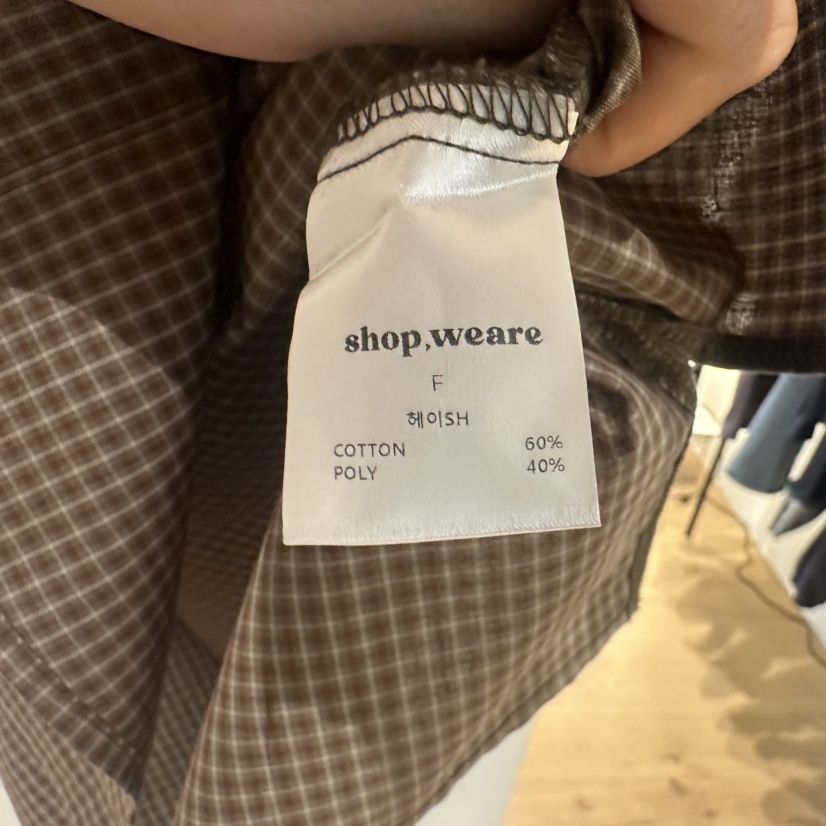 shop,weare
F
헤이SH
COTTON 60%
POLY 40%